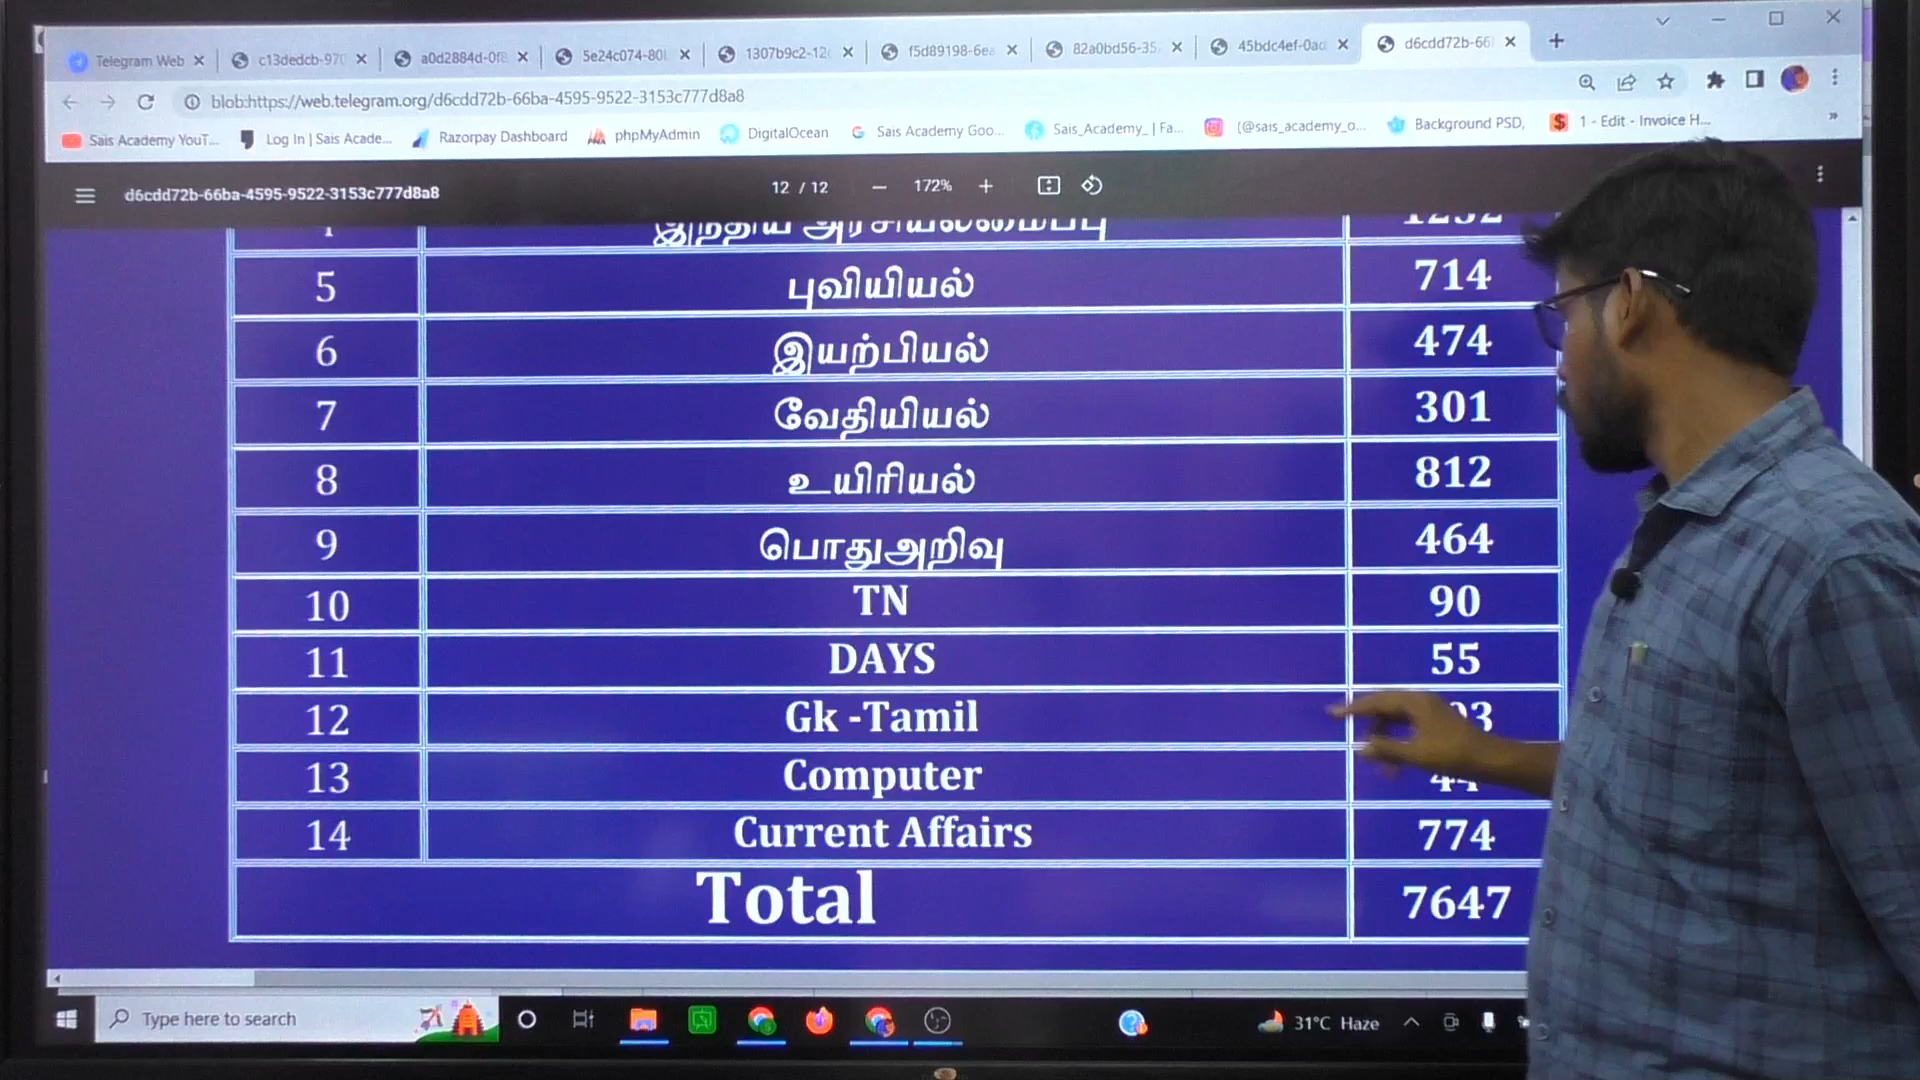 Telegram Web
c13dedcb-970
a0d2884d-0f8
5e24c074-80
1307b9c2-12
f5d89198-6ea
82a0bd56-35
45bdc4ef-0ad
d6cdd72b-66
blob:https://web.telegram.org/d6cdd72b-66ba-4595-9522-3153c777d8a8
Sais Academy YouT...
Log In | Sais Acade...
Razorpay Dashboard
phpMyAdmin
DigitalOcean
Sais Academy Goo...
Sais_Academy_ | Fa...
(@sais_academy_o...
Background PSD,
1 - Edit - Invoice H...
»
d6cdd72b-66ba-4595-9522-3153c777d8a8
12 / 12
172%
இந்திய அரசியலமைப்பு
5 புவியியல் 714
6 இயற்பியல் 474
7 வேதியியல் 301
8 உயிரியல் 812
9 பொதுஅறிவு 464
10 TN 90
11 DAYS 55
12 Gk -Tamil
13 Computer
14 Current Affairs 774
Total 7647
Type here to search
31°C Haze